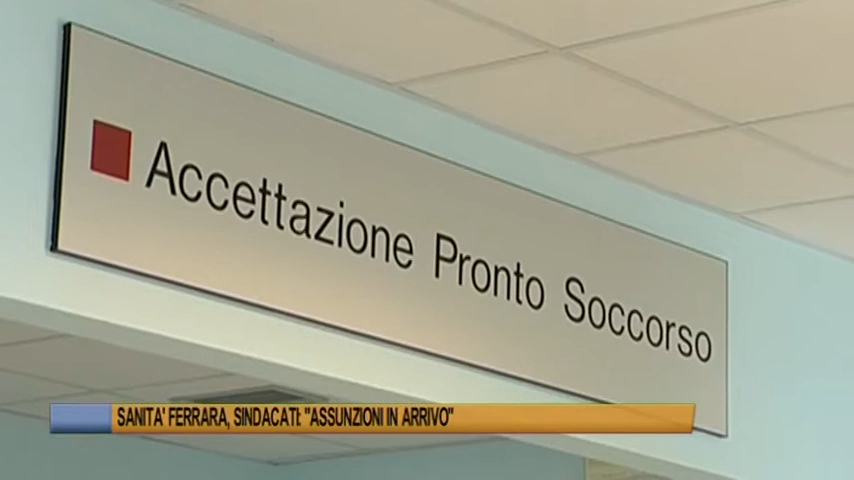 Accettazione Pronto Soccorso
SANITA' FERRARA, SINDACATI: "ASSUNZIONI IN ARRIVO"